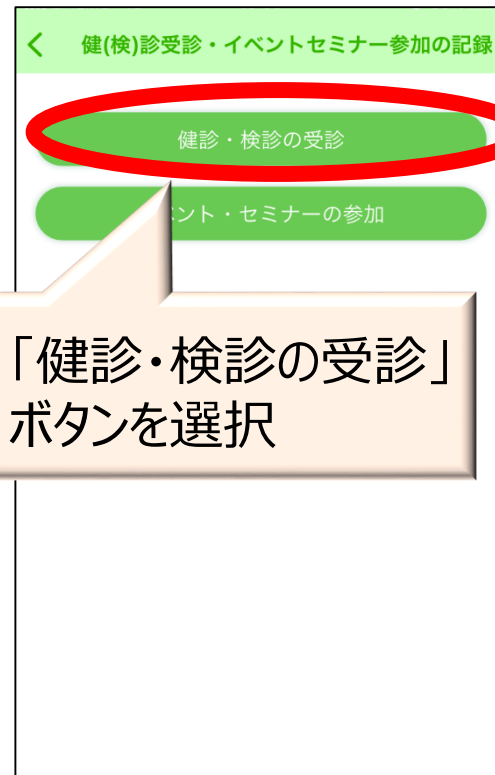 健(検)診受診・イベントセミナー参加の記録
健診・検診の受診
ント・セミナーの参加
「健診・検診の受診」
ボタンを選択